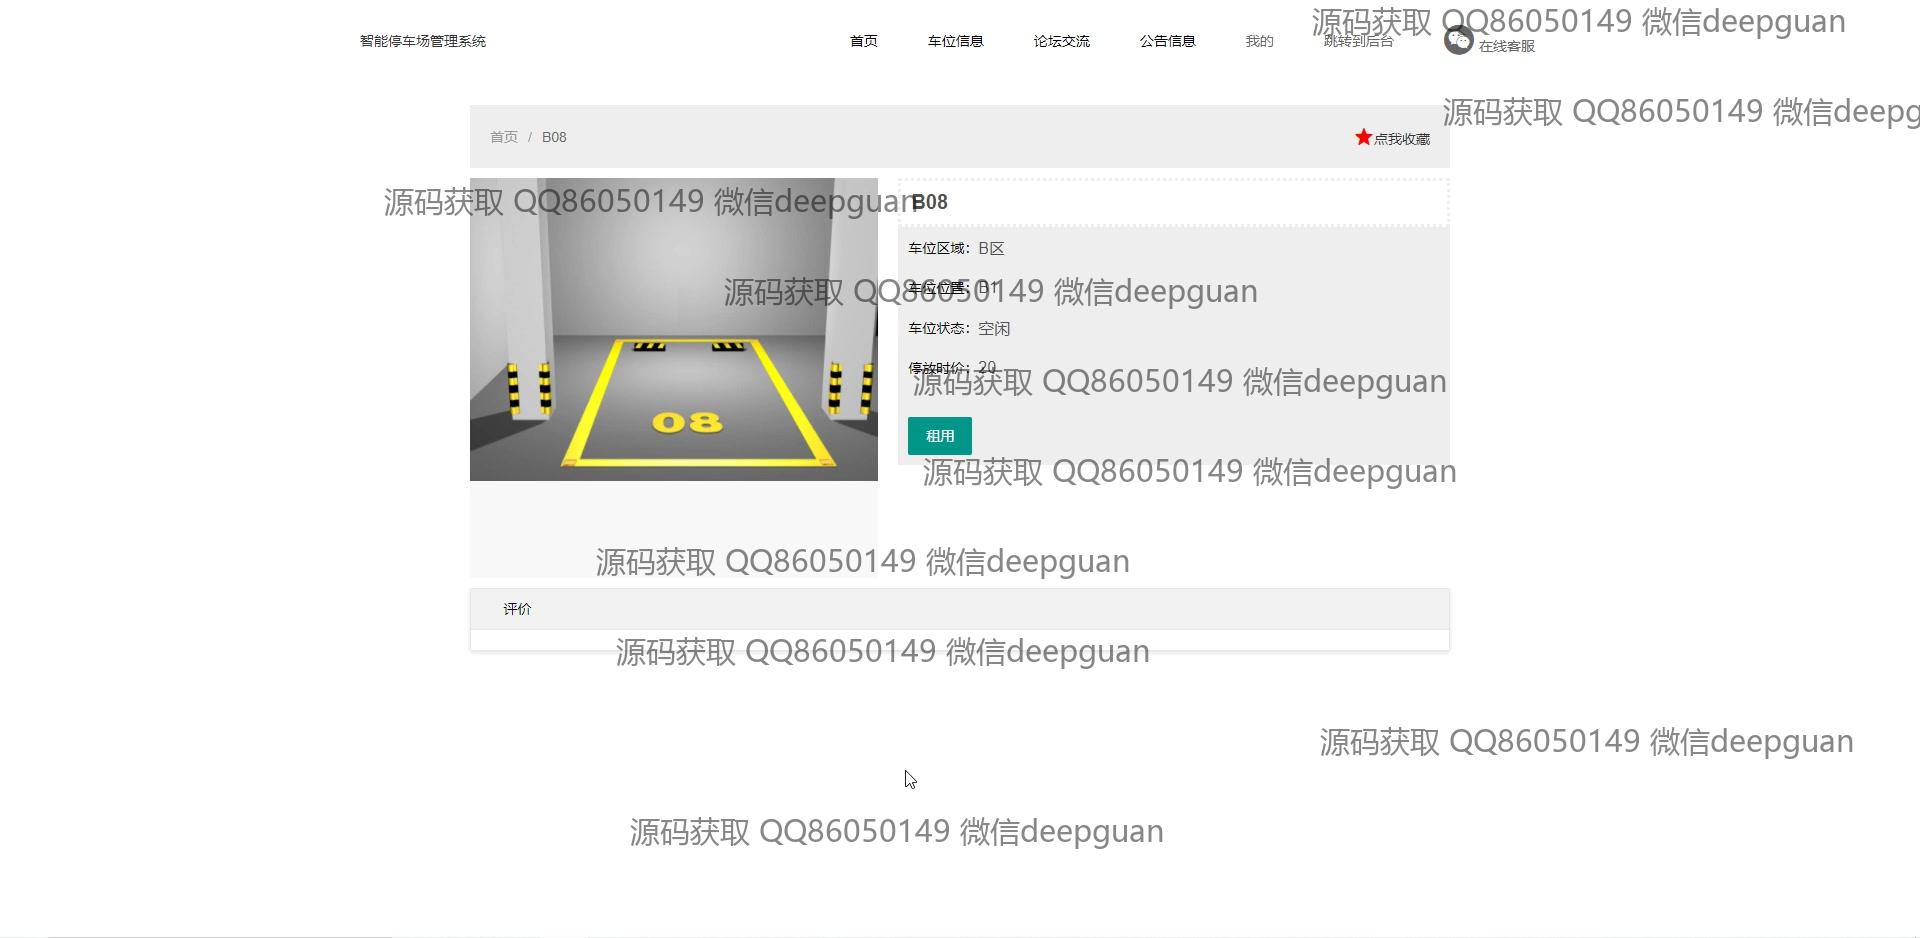 智能停车场管理系统 首页 车位信息 论坛交流 公告信息 我的 跳转到后台 在线客服
源码获取 QQ86050149 微信deepguan
源码获取 QQ86050149 微信deepg
首页 / B08 点我收藏
源码获取 QQ86050149 微信deepguan
B08
车位区域：B区
车位位置：B1
源码获取 QQ86050149 微信deepguan
车位状态：空闲
停放时价：20
源码获取 QQ86050149 微信deepguan
08
租用
源码获取 QQ86050149 微信deepguan
源码获取 QQ86050149 微信deepguan
评价
源码获取 QQ86050149 微信deepguan
源码获取 QQ86050149 微信deepguan
源码获取 QQ86050149 微信deepguan